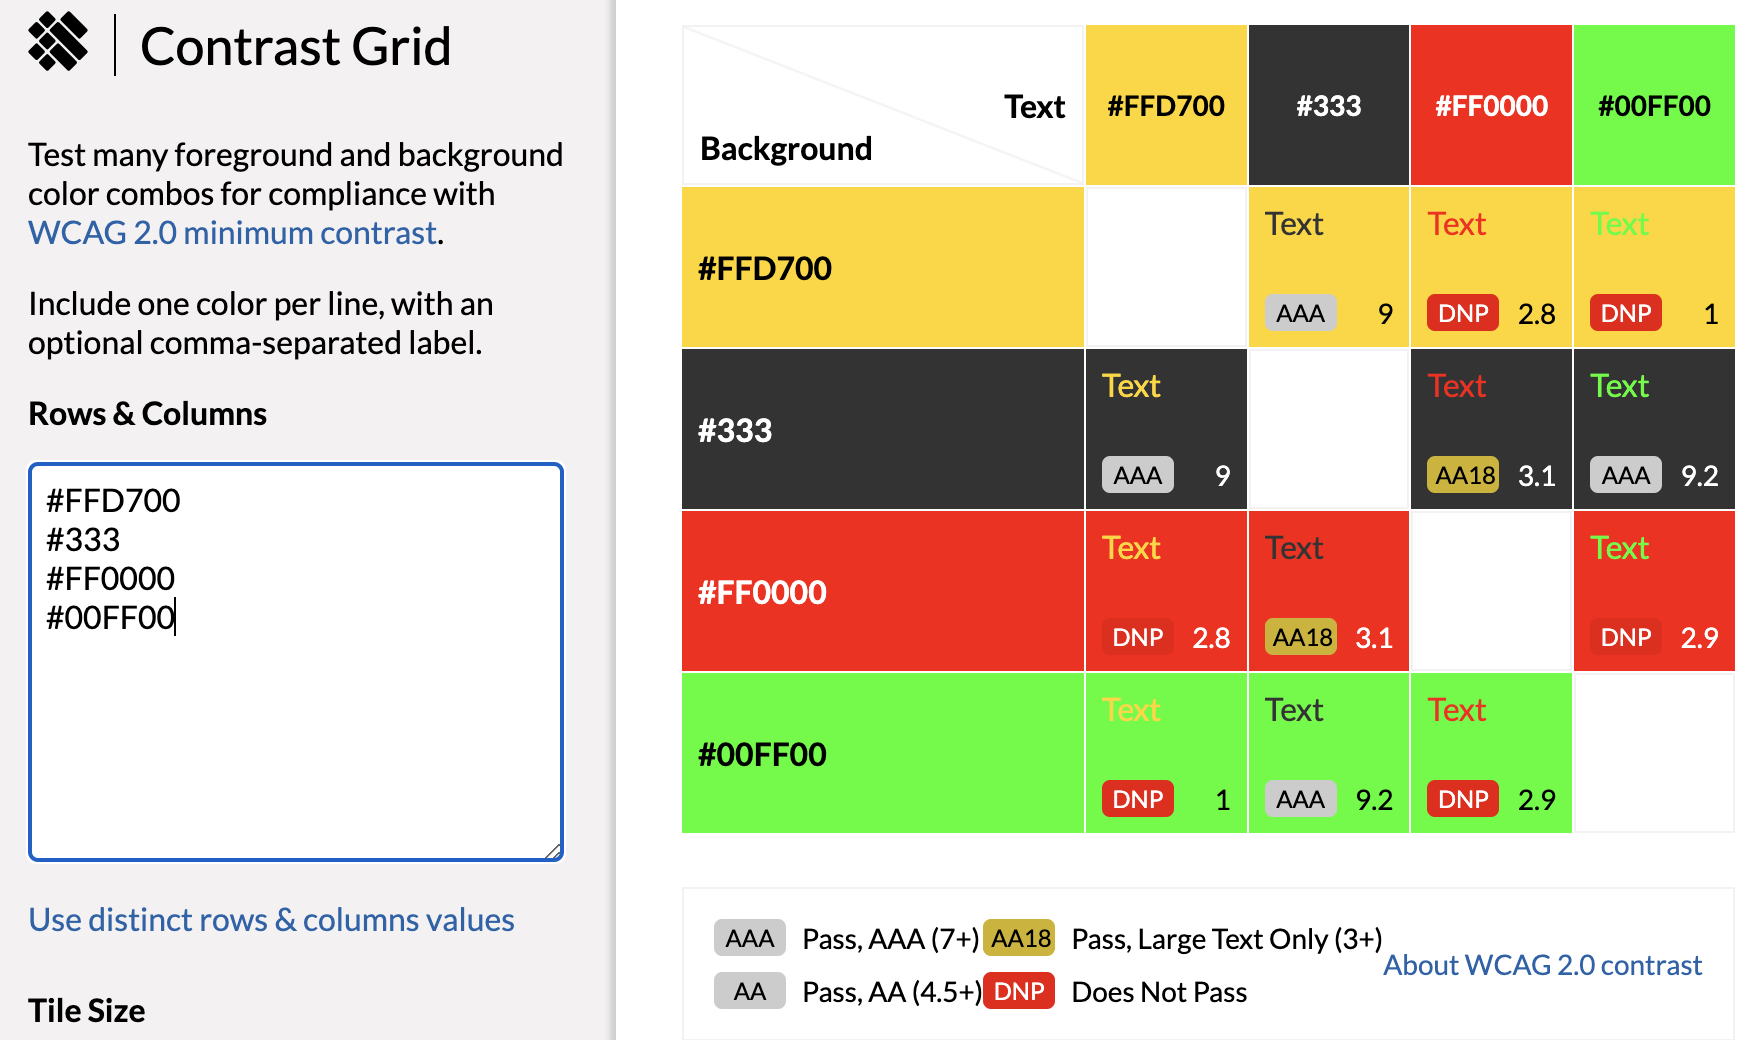 Contrast Grid
Test many foreground and background
color combos for compliance with
WCAG 2.0 minimum contrast.
Include one color per line, with an
optional comma-separated label.
Rows & Columns
#FFD700
#333
#FF0000
#00FF00
Use distinct rows & columns values
Tile Size
Text
Background
#FFD700 #333 #FF0000 #00FF00
#FFD700
Text Text Text
AAA 9 DNP 2.8 DNP 1
#333
Text Text Text
AAA 9 AA18 3.1 AAA 9.2
#FF0000
Text Text Text
DNP 2.8 AA18 3.1 DNP 2.9
#00FF00
Text Text Text
DNP 1 AAA 9.2 DNP 2.9
AAA Pass, AAA (7+) AA18 Pass, Large Text Only (3+)
AA Pass, AA (4.5+) DNP Does Not Pass
About WCAG 2.0 contrast